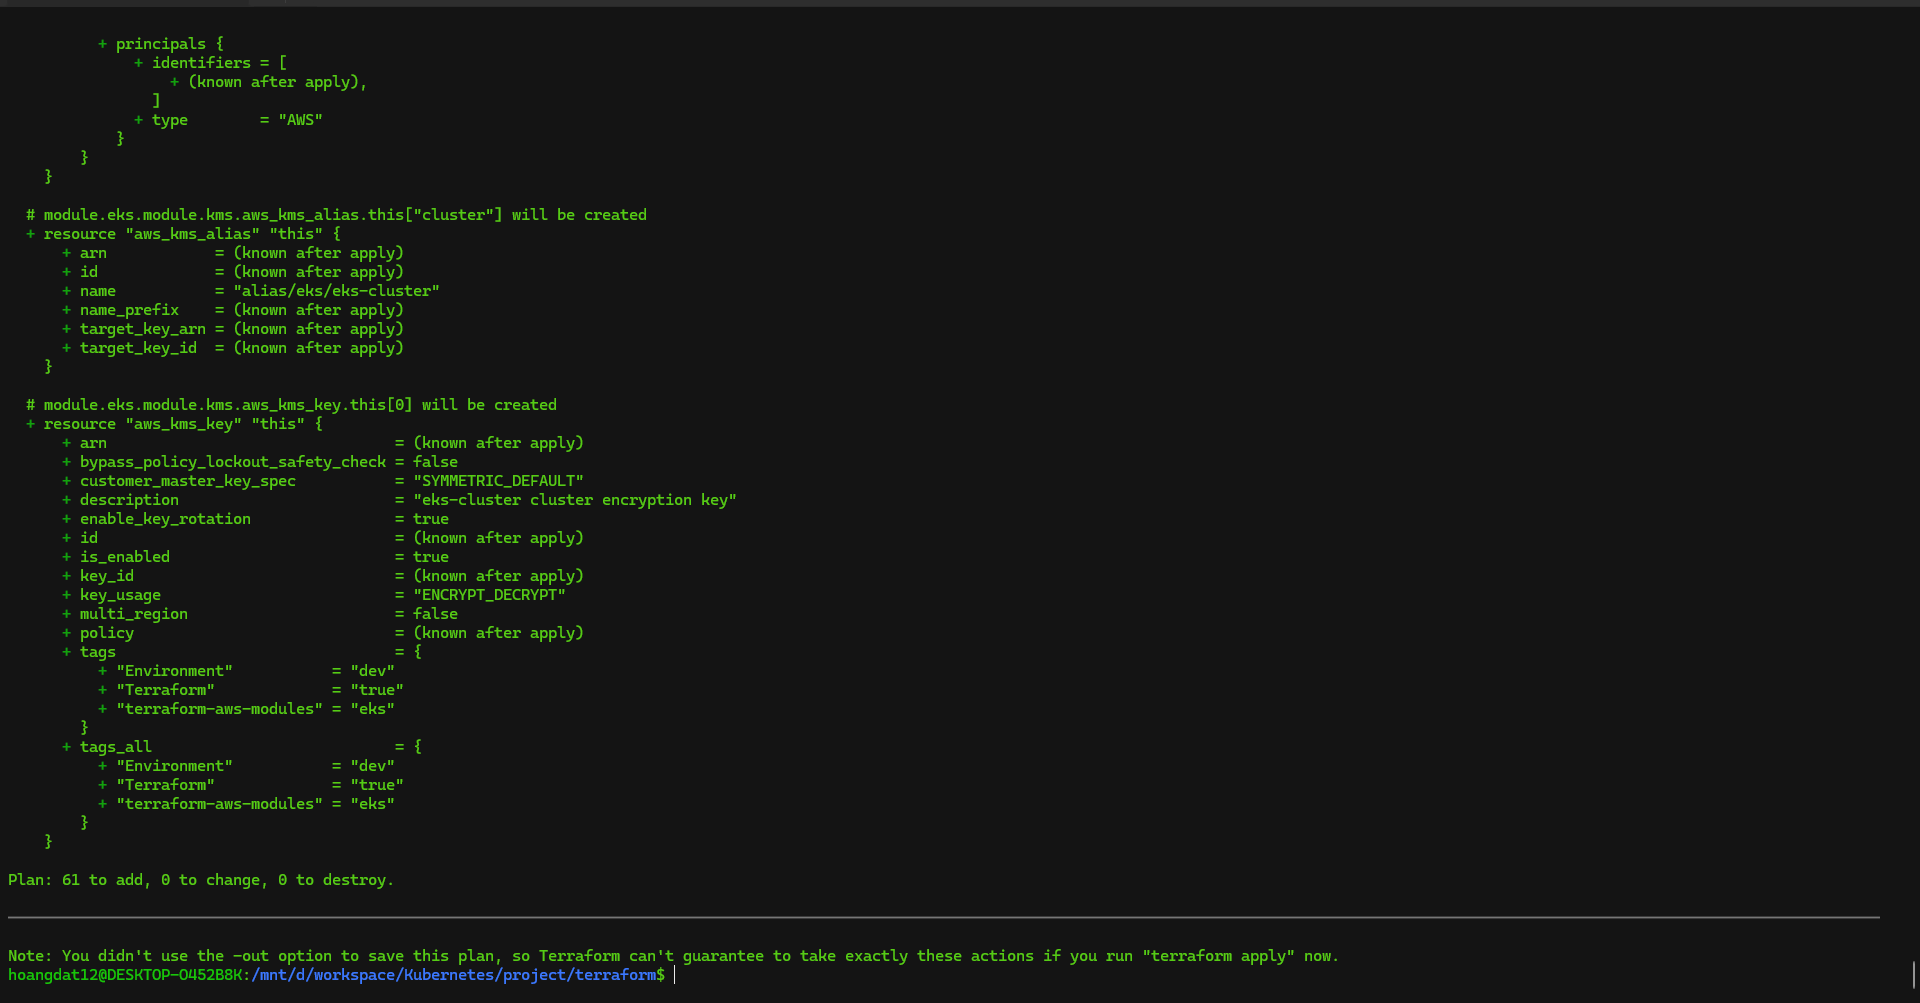 + principals {
+ identifiers = [
+ (known after apply),
]
+ type        = "AWS"
}
}
}
# module.eks.module.kms.aws_kms_alias.this["cluster"] will be created
+ resource "aws_kms_alias" "this" {
+ arn            = (known after apply)
+ id             = (known after apply)
+ name           = "alias/eks/eks-cluster"
+ name_prefix    = (known after apply)
+ target_key_arn = (known after apply)
+ target_key_id  = (known after apply)
}
# module.eks.module.kms.aws_kms_key.this[0] will be created
+ resource "aws_kms_key" "this" {
+ arn                                = (known after apply)
+ bypass_policy_lockout_safety_check = false
+ customer_master_key_spec           = "SYMMETRIC_DEFAULT"
+ description                        = "eks-cluster cluster encryption key"
+ enable_key_rotation                = true
+ id                                 = (known after apply)
+ is_enabled                         = true
+ key_id                             = (known after apply)
+ key_usage                          = "ENCRYPT_DECRYPT"
+ multi_region                       = false
+ policy                             = (known after apply)
+ tags                               = {
+ "Environment"           = "dev"
+ "Terraform"             = "true"
+ "terraform-aws-modules" = "eks"
}
+ tags_all                           = {
+ "Environment"           = "dev"
+ "Terraform"             = "true"
+ "terraform-aws-modules" = "eks"
}
}
Plan: 61 to add, 0 to change, 0 to destroy.
Note: You didn't use the -out option to save this plan, so Terraform can't guarantee to take exactly these actions if you run "terraform apply" now.
hoangdat12@DESKTOP-O452B8K:/mnt/d/workspace/Kubernetes/project/terraform$